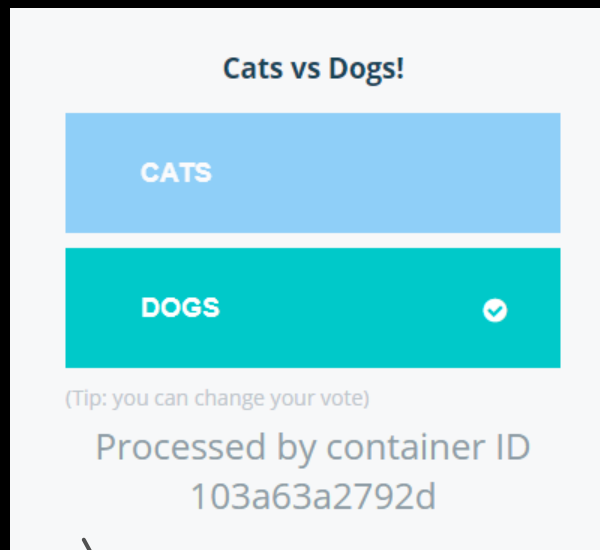 Cats vs Dogs!
CATS
DOGS
(Tip: you can change your vote)
Processed by container ID
103a63a2792d